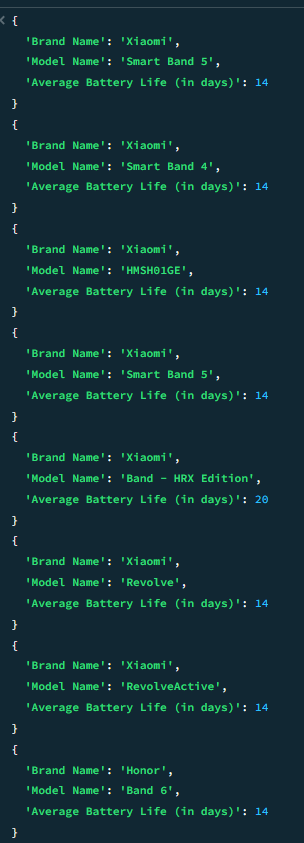 < {
'Brand Name': 'Xiaomi',
'Model Name': 'Smart Band 5',
'Average Battery Life (in days)': 14
}
{
'Brand Name': 'Xiaomi',
'Model Name': 'Smart Band 4',
'Average Battery Life (in days)': 14
}
{
'Brand Name': 'Xiaomi',
'Model Name': 'HMSH01GE',
'Average Battery Life (in days)': 14
}
{
'Brand Name': 'Xiaomi',
'Model Name': 'Smart Band 5',
'Average Battery Life (in days)': 14
}
{
'Brand Name': 'Xiaomi',
'Model Name': 'Band - HRX Edition',
'Average Battery Life (in days)': 20
}
{
'Brand Name': 'Xiaomi',
'Model Name': 'Revolve',
'Average Battery Life (in days)': 14
}
{
'Brand Name': 'Xiaomi',
'Model Name': 'RevolveActive',
'Average Battery Life (in days)': 14
}
{
'Brand Name': 'Honor',
'Model Name': 'Band 6',
'Average Battery Life (in days)': 14
}